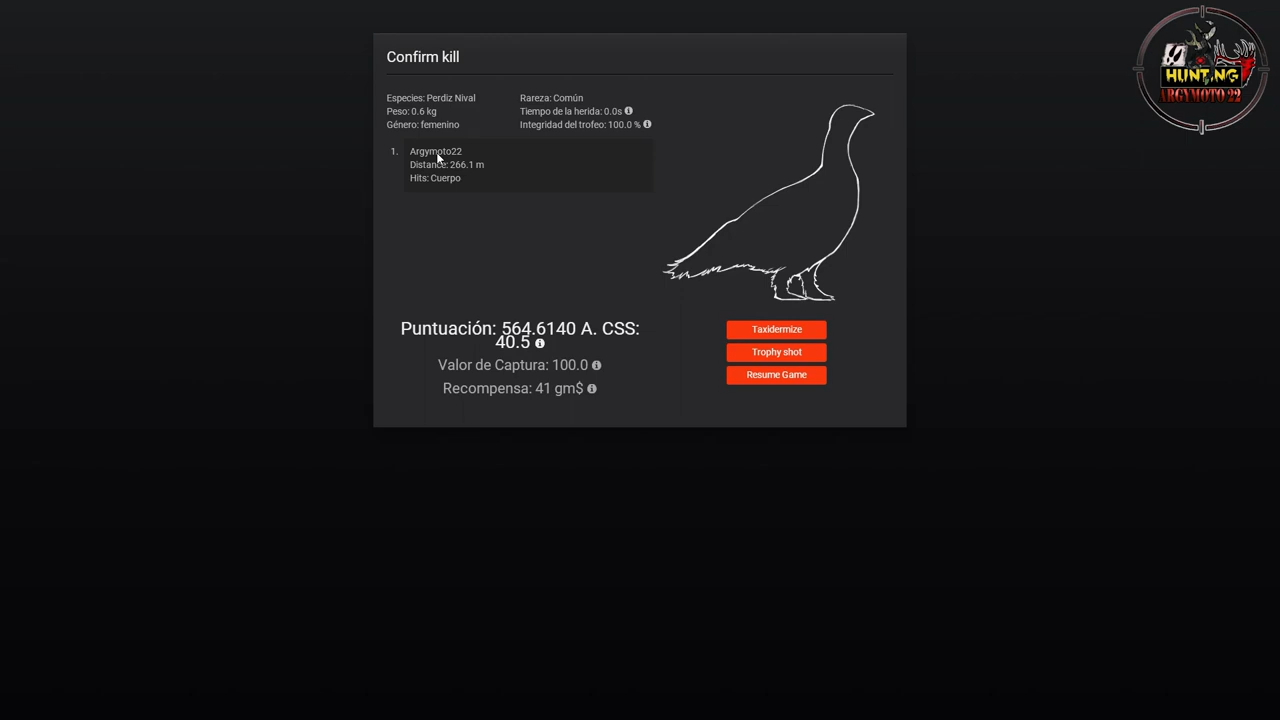 Confirm kill
Especies: Perdiz Nival
Peso: 0.6 kg
Género: femenino
Rareza: Común
Tiempo de la herida: 0.0s
Integridad del trofeo: 100.0 %
1. Argymoto22
Distance: 266.1 m
Hits: Cuerpo
Puntuación: 564.6140 A. CSS:
40.5
Valor de Captura: 100.0
Recompensa: 41 gm$
Taxidermize
Trophy shot
Resume Game
HUNTING
ARGYMOTO 22